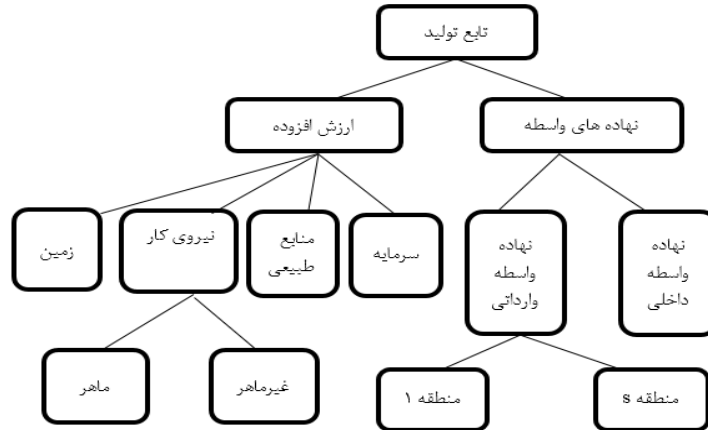 تابع تولید
نهاده های واسطه
ارزش افزوده
نهاده
واسطه
داخلی
نهاده
واسطه
وارداتی
سرمایه
منابع
طبیعی
نیروی کار
زمین
منطقه s
منطقه ۱
غیرماهر
ماهر